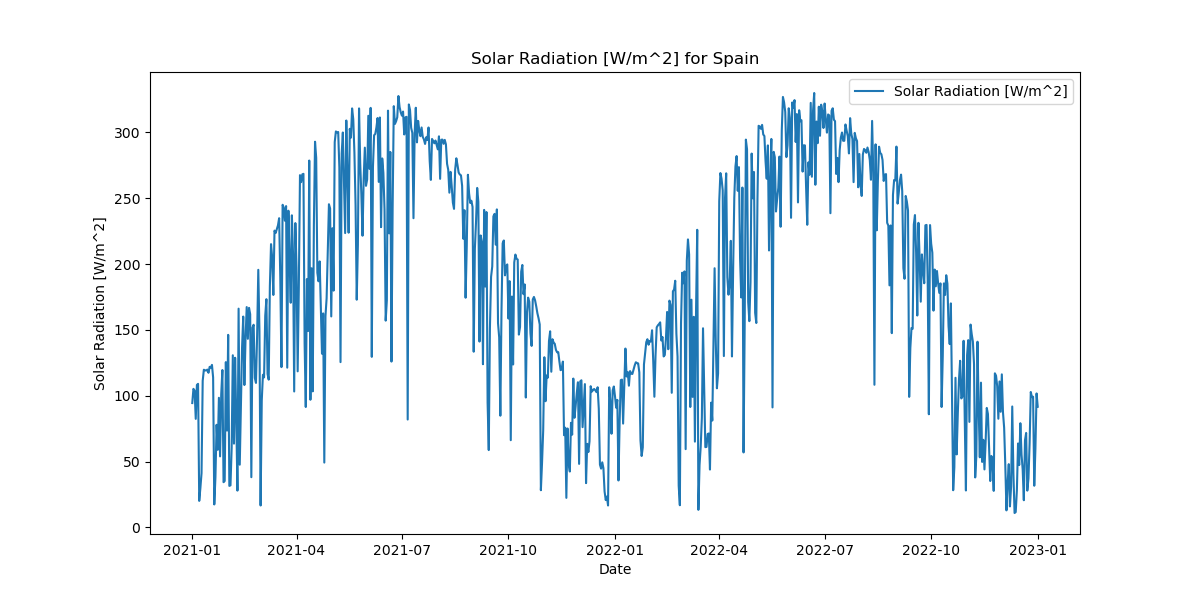 Solar Radiation [W/m^2] for Spain
Solar Radiation [W/m^2]
Solar Radiation [W/m^2]
300
250
200
150
100
50
0
2021-01 2021-04 2021-07 2021-10 2022-01 2022-04 2022-07 2022-10 2023-01
Date